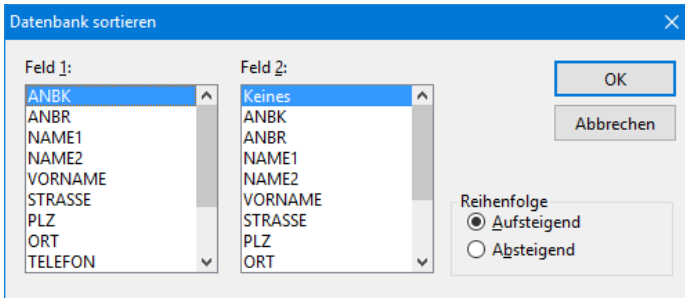 Datenbank sortieren
Feld 1:
ANBK
ANBR
NAME1
NAME2
VORNAME
STRASSE
PLZ
ORT
TELEFON
Feld 2:
Keines
ANBK
ANBR
NAME1
NAME2
VORNAME
STRASSE
PLZ
ORT
OK
Abbrechen
Reihenfolge
Aufsteigend
Absteigend